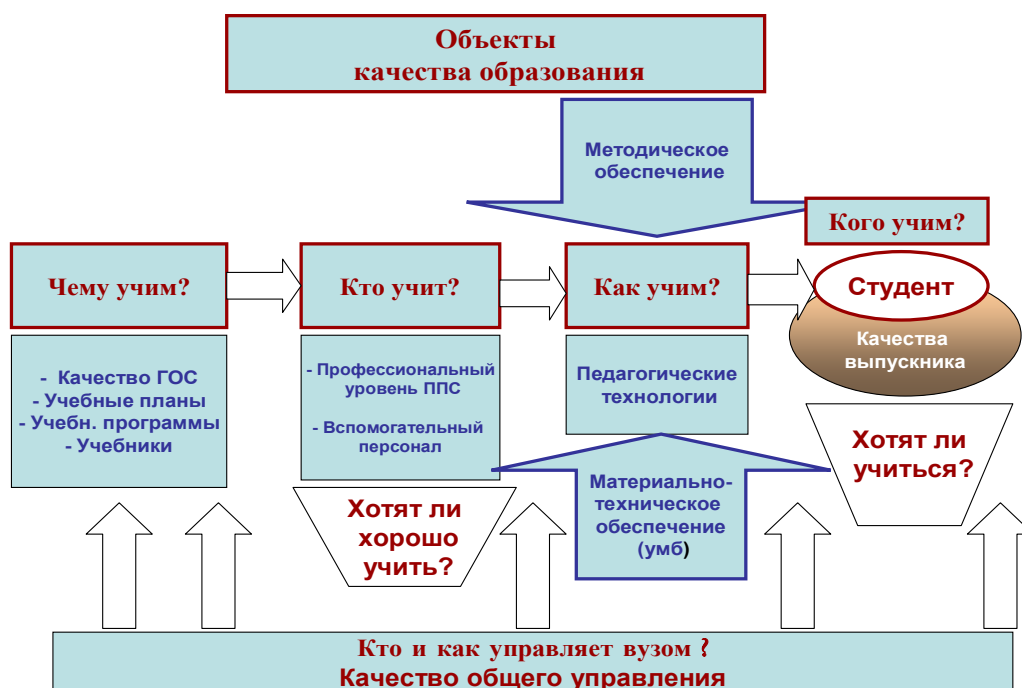 Объекты
качества образования
Методическое
обеспечение
Кого учим?
Чему учим?
Кто учит?
Как учим?
Студент
Качества
выпускника
- Качество ГОС
- Учебные планы
- Учебн. программы
- Учебники
- Профессиональный
уровень ППС
- Вспомогательный
персонал
Педагогические
технологии
Хотят ли
учиться?
Хотят ли
хорошо
учить?
Материально-
техническое
обеспечение
(умб)
Кто и как управляет вузом ?
Качество общего управления